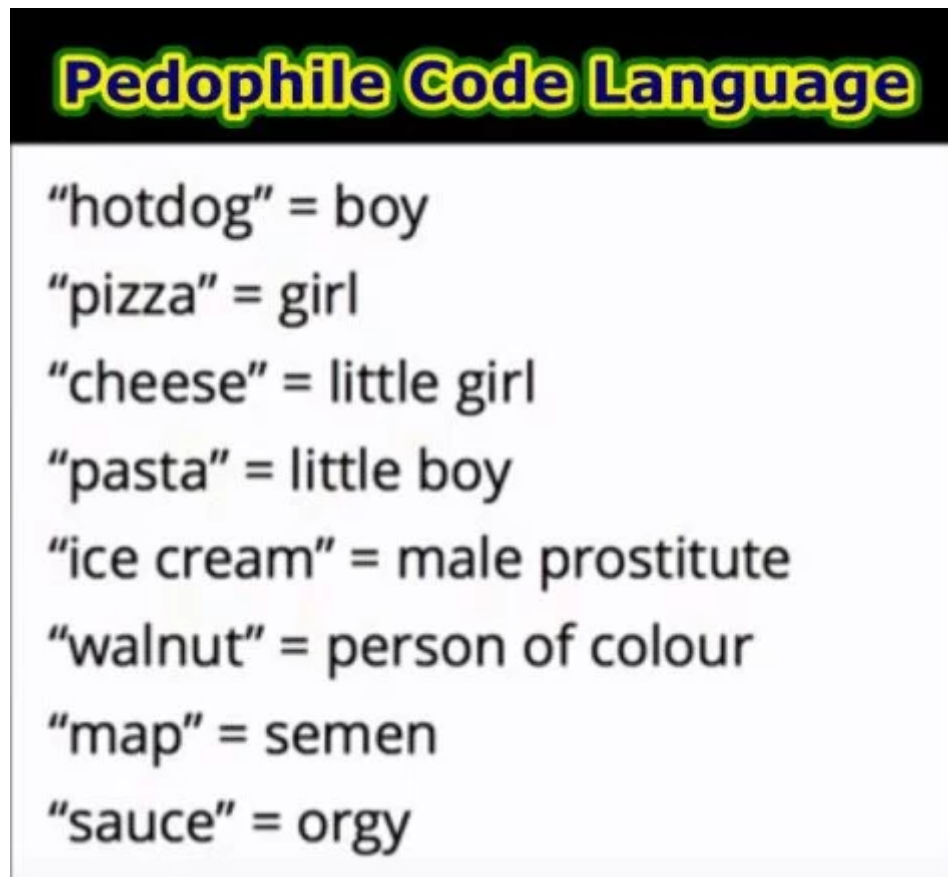 Pedophile Code Language
“hotdog” = boy
“pizza” = girl
“cheese” = little girl
“pasta” = little boy
“ice cream” = male prostitute
“walnut” = person of colour
“map” = semen
“sauce” = orgy